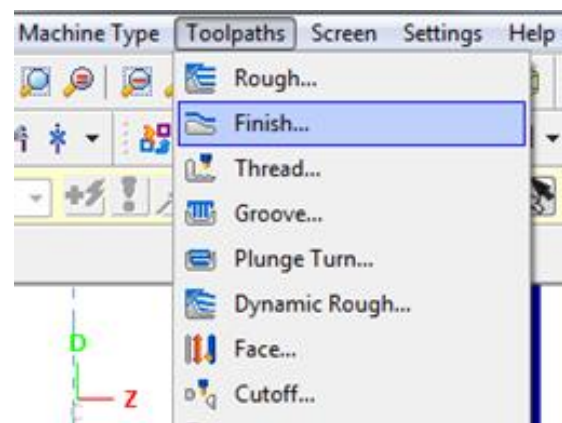 Machine Type Toolpaths Screen Settings Help
Rough...
Finish...
Thread...
Groove...
Plunge Turn...
Dynamic Rough...
Face...
Cutoff...
D
Z